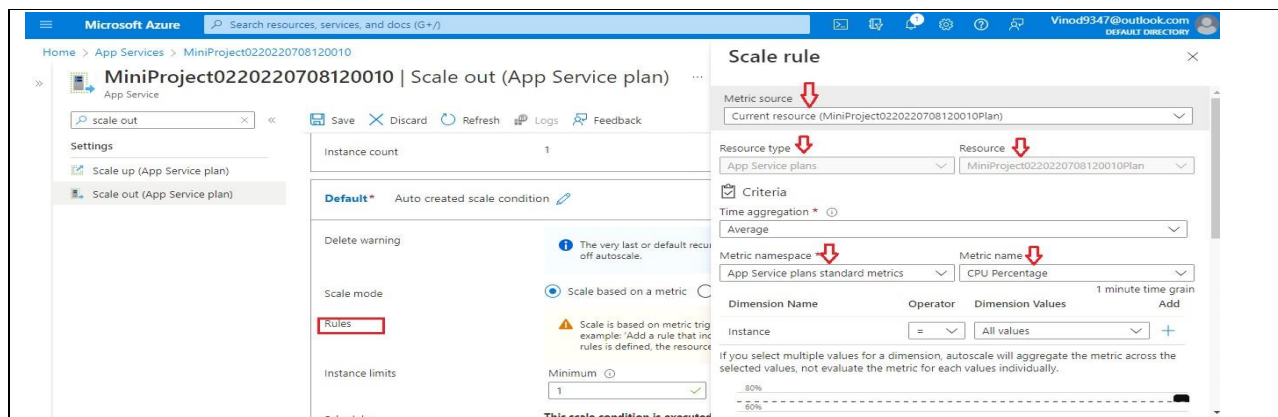 Microsoft Azure
Search resources, services, and docs (G+/)
1
Vinod9347@outlook.com
DEFAULT DIRECTORY
Home > App Services > MiniProject0220220708120010
MiniProject0220220708120010 | Scale out (App Service plan) ...
App Service
scale out
Save Discard Refresh Logs Feedback
Settings
Scale up (App Service plan)
Scale out (App Service plan)
Instance count 1
Default* Auto created scale condition
Delete warning
The very last or default recu
off autoscale.
Scale mode
Scale based on a metric
Rules
Scale is based on metric trig
example: 'Add a rule that inc
rules is defined, the resource
Instance limits
Minimum
1
This scale condition is executed
Scale rule
Metric source
Current resource (MiniProject0220220708120010Plan)
Resource type Resource
App Service plans MiniProject0220220708120010Plan
Criteria
Time aggregation *
Average
Metric namespace * Metric name
App Service plans standard metrics CPU Percentage
1 minute time grain
Dimension Name Operator Dimension Values Add
Instance = All values +
If you select multiple values for a dimension, autoscale will aggregate the metric across the
selected values, not evaluate the metric for each values individually.
80%
60%